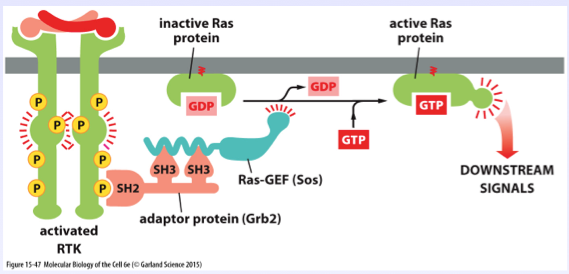 inactive Ras
protein
active Ras
protein
GDP
GDP
GTP
GTP
P
P
P
P
P
P
P
P
SH2
SH3
SH3
Ras-GEF (Sos)
adaptor protein (Grb2)
activated
RTK
DOWNSTREAM
SIGNALS
Figure 15-47 Molecular Biology of the Cell 6e (© Garland Science 2015)